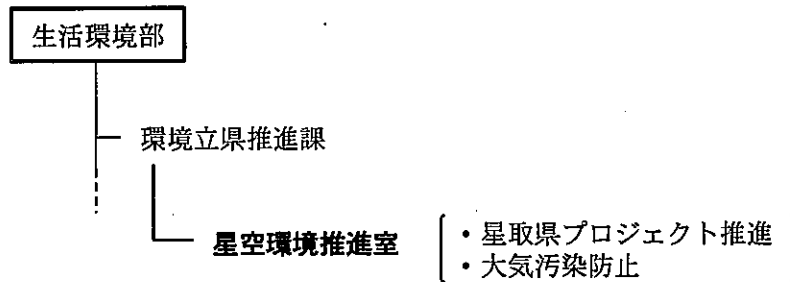 生活環境部
環境立県推進課
星空環境推進室
・星取県プロジェクト推進
・大気汚染防止